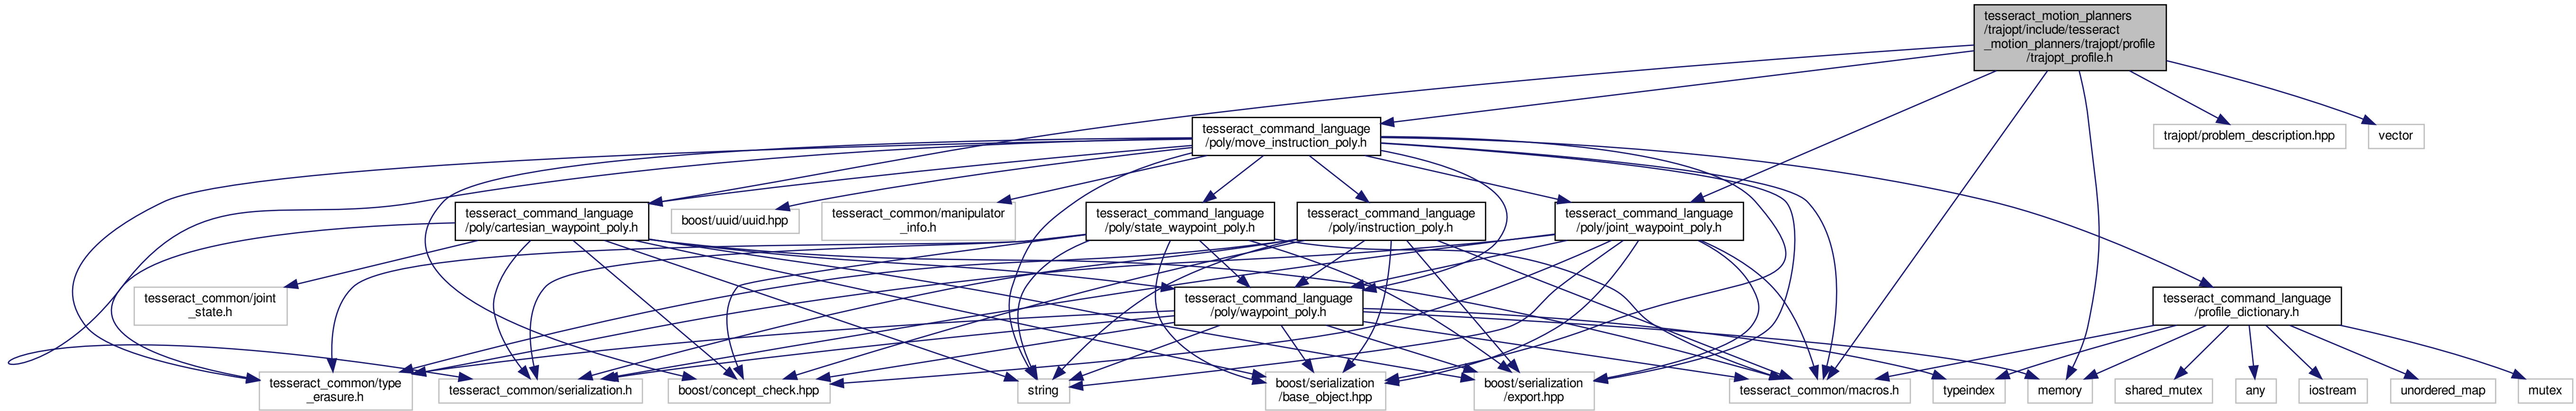 tesseract_motion_planners
/trajopt/include/tesseract
_motion_planners/trajopt/profile
/trajopt_profile.h
tesseract_command_language
/poly/move_instruction_poly.h
trajopt/problem_description.hpp
vector
tesseract_command_language
/poly/cartesian_waypoint_poly.h
boost/uuid/uuid.hpp
tesseract_common/manipulator
_info.h
tesseract_command_language
/poly/state_waypoint_poly.h
tesseract_command_language
/poly/instruction_poly.h
tesseract_command_language
/poly/joint_waypoint_poly.h
tesseract_common/joint
_state.h
tesseract_command_language
/poly/waypoint_poly.h
tesseract_command_language
/profile_dictionary.h
tesseract_common/type
_erasure.h
tesseract_common/serialization.h
boost/concept_check.hpp
string
boost/serialization
/base_object.hpp
boost/serialization
/export.hpp
tesseract_common/macros.h
typeindex
memory
shared_mutex
any
iostream
unordered_map
mutex